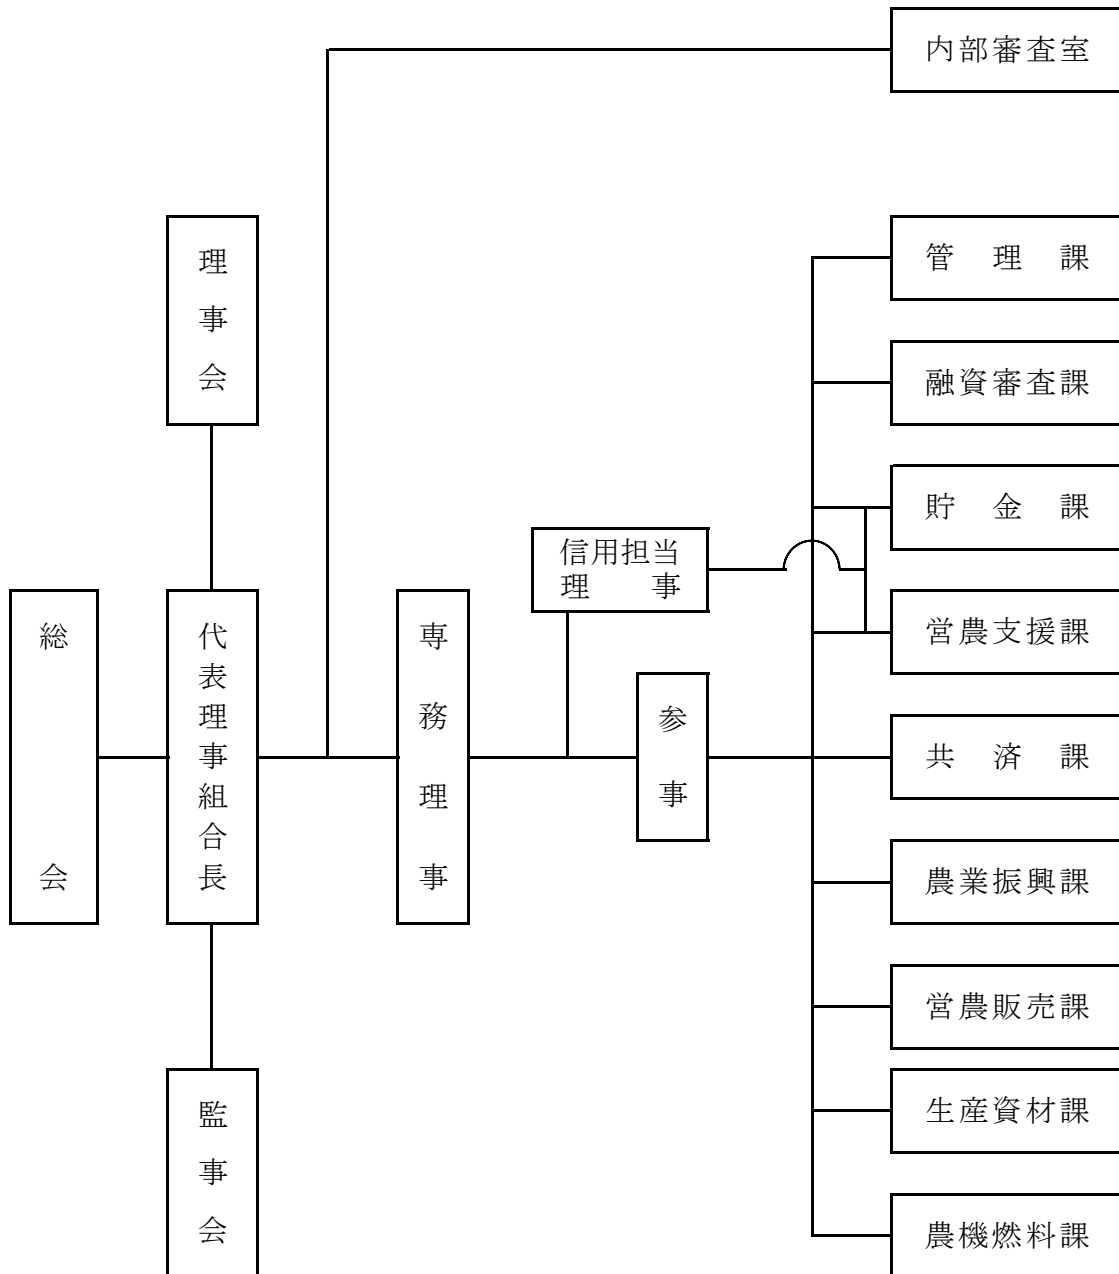 内部審査室
理事会
管理課
融資審査課
貯金課
信用担当
理事
総会
代表理事組合長
専務理事
参事
営農支援課
共済課
農業振興課
営農販売課
監事会
生産資材課
農機燃料課